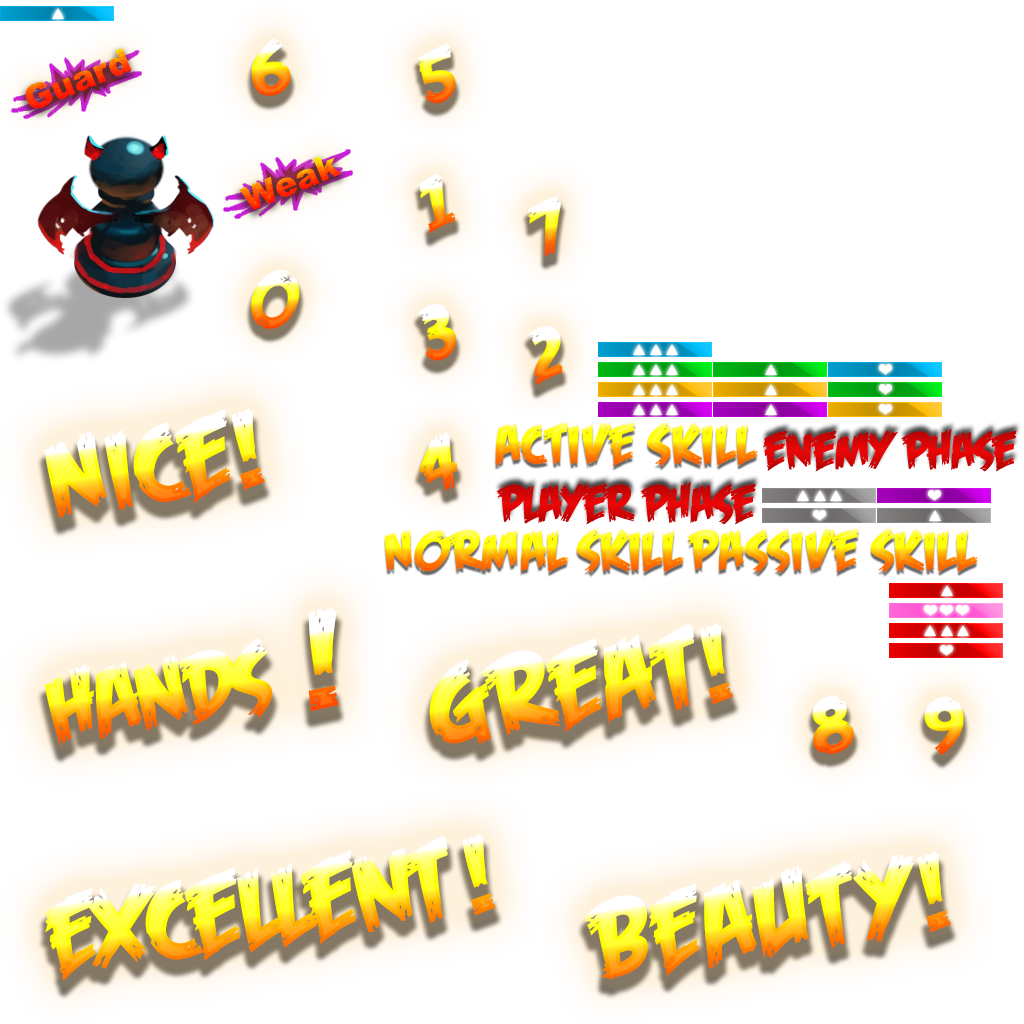 Guard
6
5
Weak
1
7
0
3
2
NICE!
4
ACTIVE SKILL
ENEMY PHASE
PLAYER PHASE
NORMAL SKILL
PASSIVE SKILL
HANDS !
GREAT!
8
9
EXCELLENT!
BEAUTY!